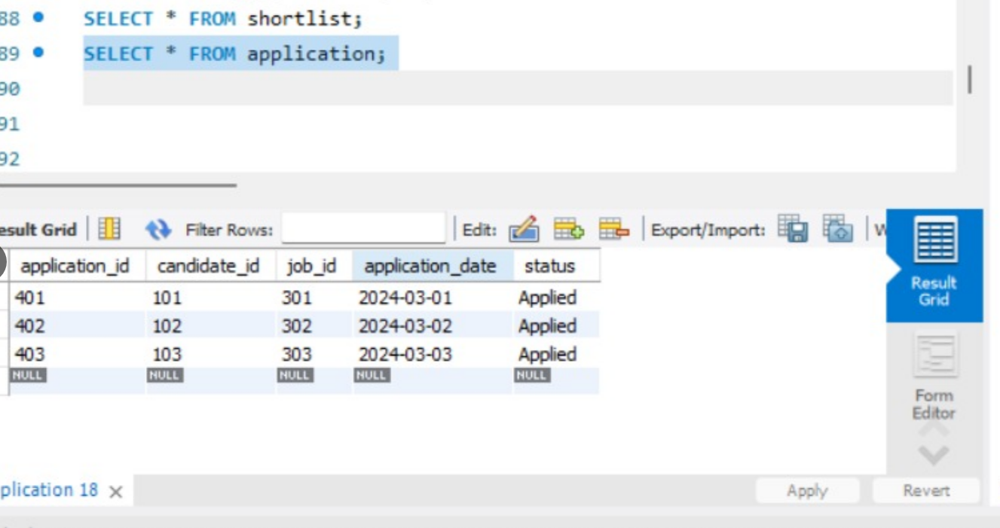 88 SELECT * FROM shortlist;
89 SELECT * FROM application;
90
91
92
esult Grid Filter Rows: Edit: Export/Import: W
application_id candidate_id job_id application_date status
401 101 301 2024-03-01 Applied
402 102 302 2024-03-02 Applied
403 103 303 2024-03-03 Applied
NULL NULL NULL NULL NULL
Result
Grid
Form
Editor
plication 18 ×
Apply Revert